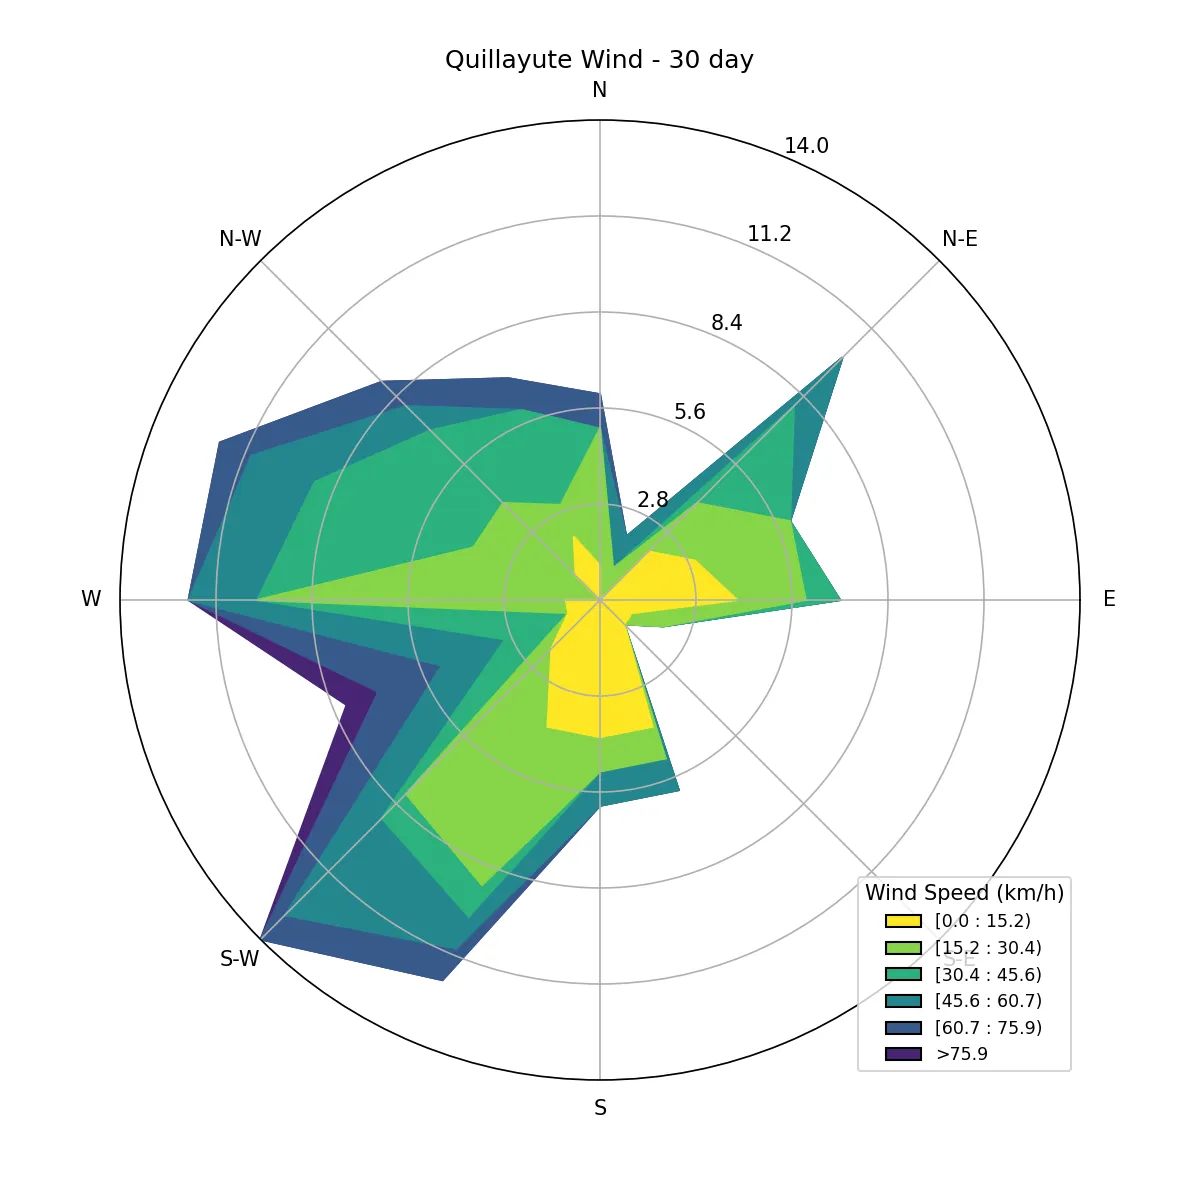 Quillayute Wind - 30 day
N
14.0
11.2
N-W
N-E
8.4
5.6
2.8
W
E
Wind Speed (km/h)
[0.0 : 15.2)
[15.2 : 30.4)
S-W
S-E
[30.4 : 45.6)
[45.6 : 60.7)
[60.7 : 75.9)
>75.9
S